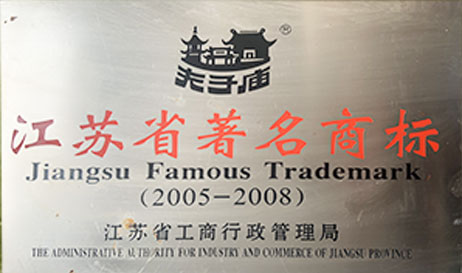 ®
夫子庙
江苏省著名商标
Jiangsu Famous Trademark
(2005-2008)
江苏省工商行政管理局
THE ADMINISTRATIVE AUTHORITY FOR INDUSTRY AND COMMERCE OF JIANGSU PROVINCE